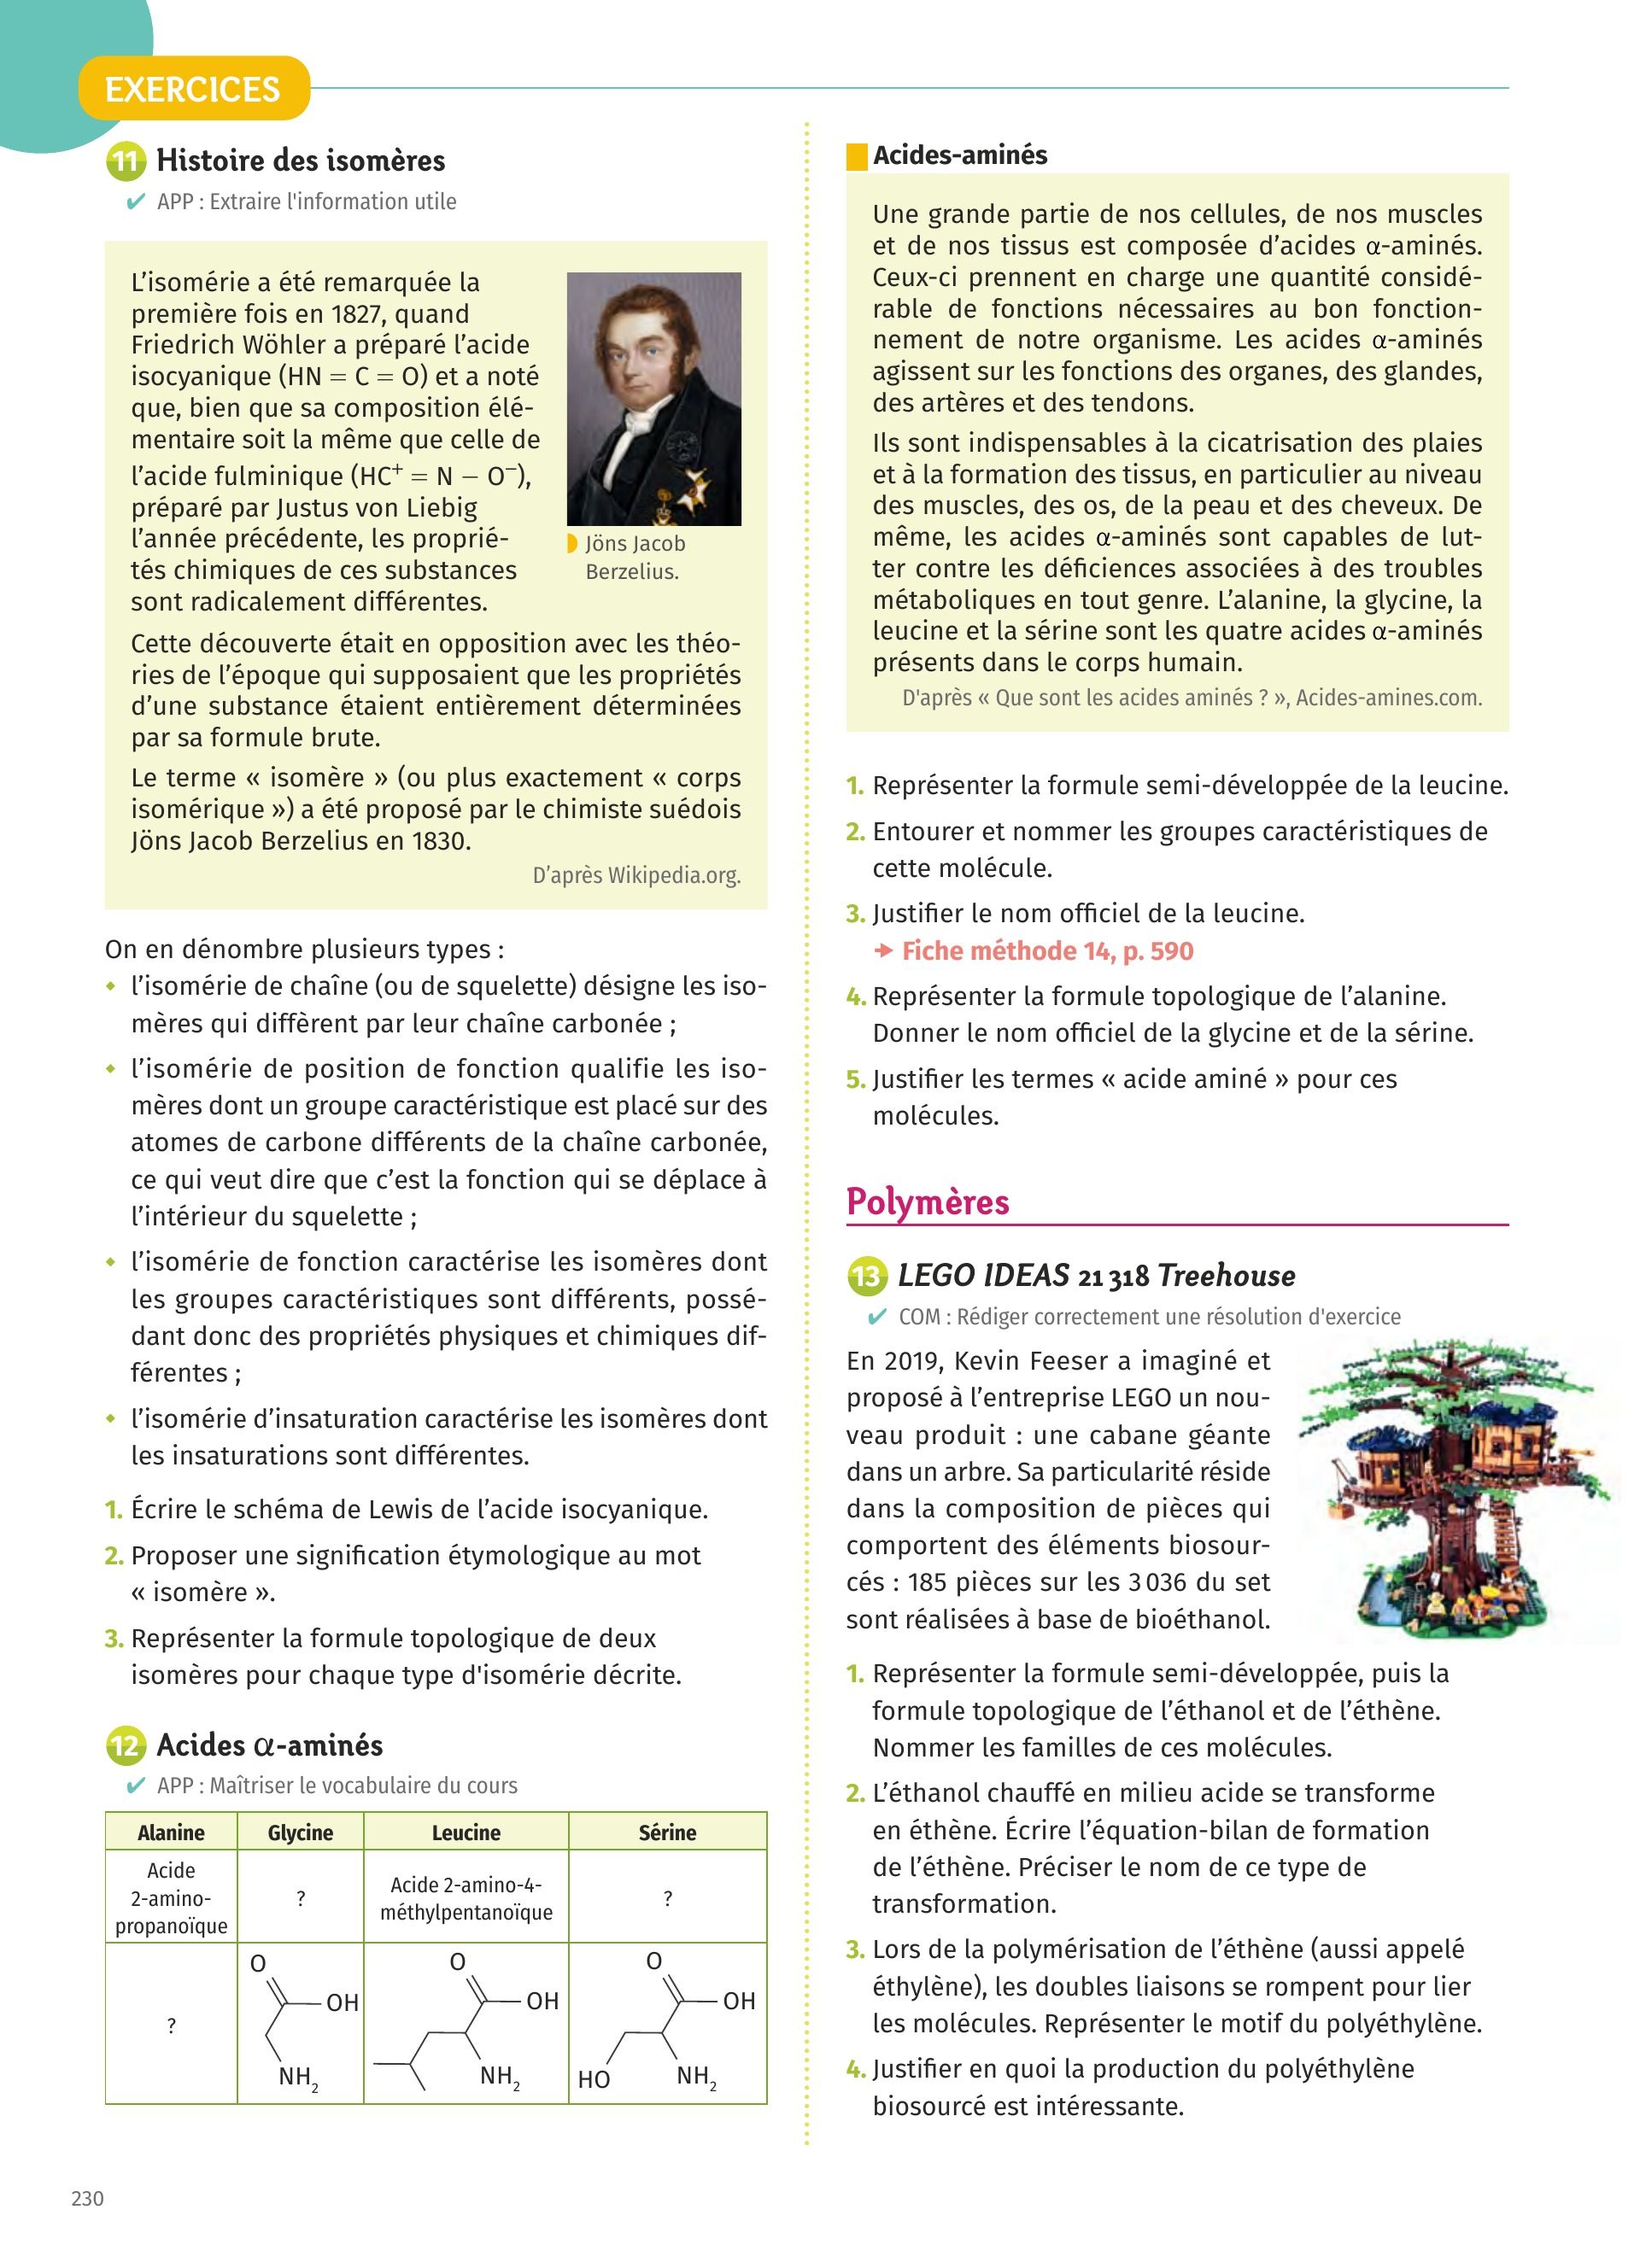 EXERCICES
11 Histoire des isomères
✔ APP : Extraire l'information utile
L’isomérie a été remarquée la
première fois en 1827, quand
Friedrich Wöhler a préparé l’acide
isocyanique (HN = C = O) et a noté
que, bien que sa composition élé-
mentaire soit la même que celle de
l’acide fulminique (HC⁺ = N – O⁻),
préparé par Justus von Liebig
l’année précédente, les proprié-
tés chimiques de ces substances
sont radicalement différentes.
Jöns Jacob
Berzelius.
Cette découverte était en opposition avec les théo-
ries de l’époque qui supposaient que les propriétés
d’une substance étaient entièrement déterminées
par sa formule brute.
Le terme « isomère » (ou plus exactement « corps
isomérique ») a été proposé par le chimiste suédois
Jöns Jacob Berzelius en 1830.
D’après Wikipedia.org.
On en dénombre plusieurs types :
l’isomérie de chaîne (ou de squelette) désigne les iso-
mères qui diffèrent par leur chaîne carbonée ;
l’isomérie de position de fonction qualifie les iso-
mères dont un groupe caractéristique est placé sur des
atomes de carbone différents de la chaîne carbonée,
ce qui veut dire que c’est la fonction qui se déplace à
l’intérieur du squelette ;
l’isomérie de fonction caractérise les isomères dont
les groupes caractéristiques sont différents, possé-
dant donc des propriétés physiques et chimiques dif-
férentes ;
l’isomérie d’insaturation caractérise les isomères dont
les insaturations sont différentes.
1. Écrire le schéma de Lewis de l’acide isocyanique.
2. Proposer une signification étymologique au mot
« isomère ».
3. Représenter la formule topologique de deux
isomères pour chaque type d'isomérie décrite.
12 Acides α-aminés
✔ APP : Maîtriser le vocabulaire du cours
Alanine Glycine Leucine Sérine
Acide
2-amino-
propanoïque
?
Acide 2-amino-4-
méthylpentanoïque
?
?
O
OH
NH₂
O
OH
NH₂
O
OH
HO
NH₂
Acides-aminés
Une grande partie de nos cellules, de nos muscles
et de nos tissus est composée d’acides α-aminés.
Ceux-ci prennent en charge une quantité considé-
rable de fonctions nécessaires au bon fonction-
nement de notre organisme. Les acides α-aminés
agissent sur les fonctions des organes, des glandes,
des artères et des tendons.
Ils sont indispensables à la cicatrisation des plaies
et à la formation des tissus, en particulier au niveau
des muscles, des os, de la peau et des cheveux. De
même, les acides α-aminés sont capables de lut-
ter contre les déficiences associées à des troubles
métaboliques en tout genre. L’alanine, la glycine, la
leucine et la sérine sont les quatre acides α-aminés
présents dans le corps humain.
D'après « Que sont les acides aminés ? », Acides-amines.com.
1. Représenter la formule semi-développée de la leucine.
2. Entourer et nommer les groupes caractéristiques de
cette molécule.
3. Justifier le nom officiel de la leucine.
Fiche méthode 14, p. 590
4. Représenter la formule topologique de l’alanine.
Donner le nom officiel de la glycine et de la sérine.
5. Justifier les termes « acide aminé » pour ces
molécules.
Polymères
13 LEGO IDEAS 21 318 Treehouse
✔ COM : Rédiger correctement une résolution d'exercice
En 2019, Kevin Feeser a imaginé et
proposé à l’entreprise LEGO un nou-
veau produit : une cabane géante
dans un arbre. Sa particularité réside
dans la composition de pièces qui
comportent des éléments biosour-
cés : 185 pièces sur les 3 036 du set
sont réalisées à base de bioéthanol.
1. Représenter la formule semi-développée, puis la
formule topologique de l’éthanol et de l’éthène.
Nommer les familles de ces molécules.
2. L’éthanol chauffé en milieu acide se transforme
en éthène. Écrire l’équation-bilan de formation
de l’éthène. Préciser le nom de ce type de
transformation.
3. Lors de la polymérisation de l’éthène (aussi appelé
éthylène), les doubles liaisons se rompent pour lier
les molécules. Représenter le motif du polyéthylène.
4. Justifier en quoi la production du polyéthylène
biosourcé est intéressante.
230